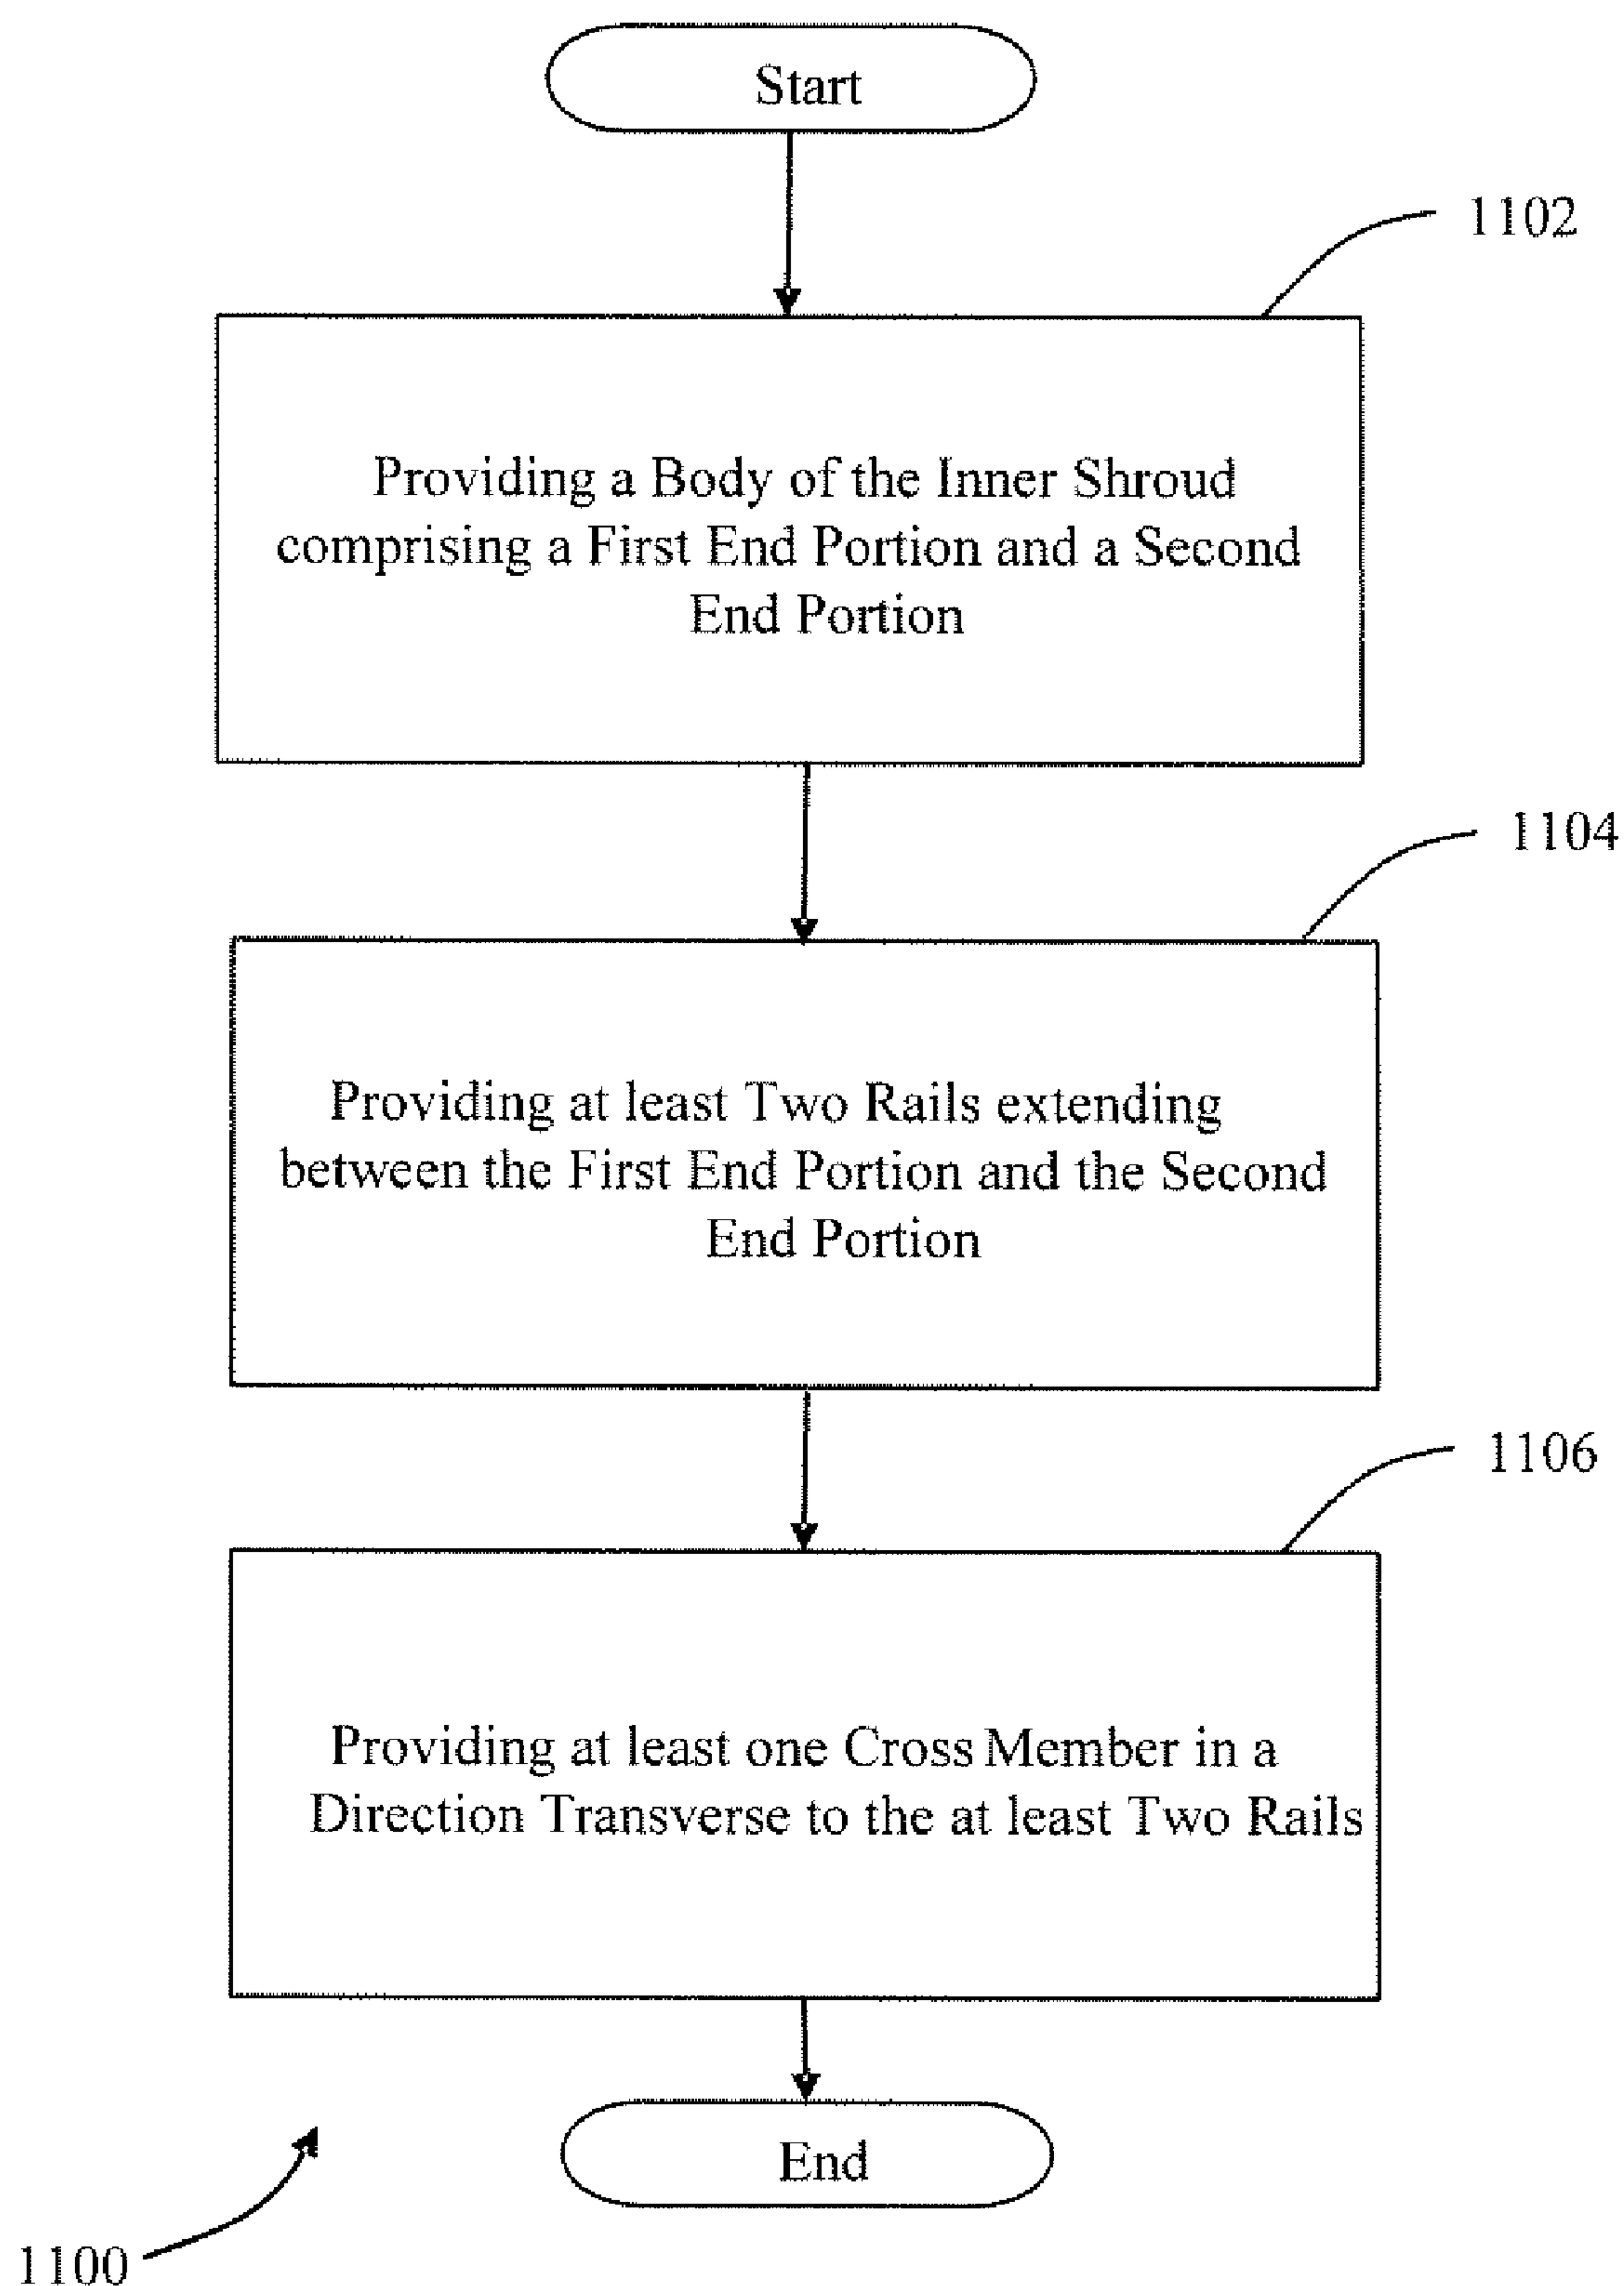 Start
1102
Providing a Body of the Inner Shroud
comprising a First End Portion and a Second
End Portion
1104
Providing at least Two Rails extending
between the First End Portion and the Second
End Portion
1106
Providing at least one Cross Member in a
Direction Transverse to the at least Two Rails
End
1100